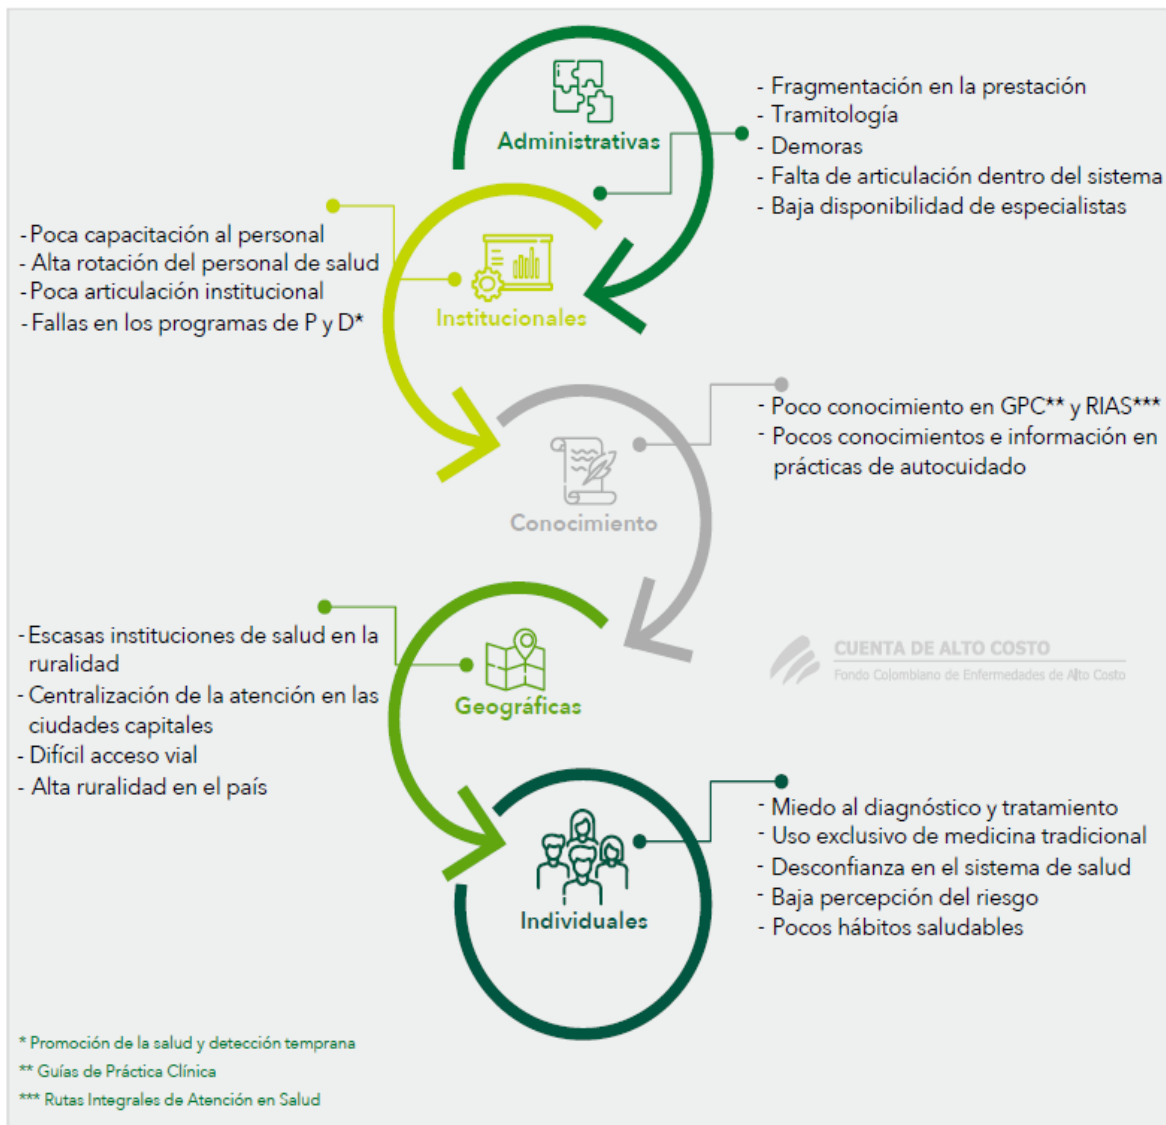 Administrativas
- Fragmentación en la prestación
- Tramitología
- Demoras
- Falta de articulación dentro del sistema
- Baja disponibilidad de especialistas
- Poca capacitación al personal
- Alta rotación del personal de salud
- Poca articulación institucional
- Fallas en los programas de P y D*
Institucionales
- Poco conocimiento en GPC** y RIAS***
- Pocos conocimientos e información en
prácticas de autocuidado
Conocimiento
- Escasas instituciones de salud en la
ruralidad
- Centralización de la atención en las
ciudades capitales
- Difícil acceso vial
- Alta ruralidad en el país
Geográficas
CUENTA DE ALTO COSTO
Fondo Colombiano de Enfermedades de Alto Costo
- Miedo al diagnóstico y tratamiento
- Uso exclusivo de medicina tradicional
- Desconfianza en el sistema de salud
- Baja percepción del riesgo
- Pocos hábitos saludables
Individuales
* Promoción de la salud y detección temprana
** Guías de Práctica Clínica
*** Rutas Integrales de Atención en Salud